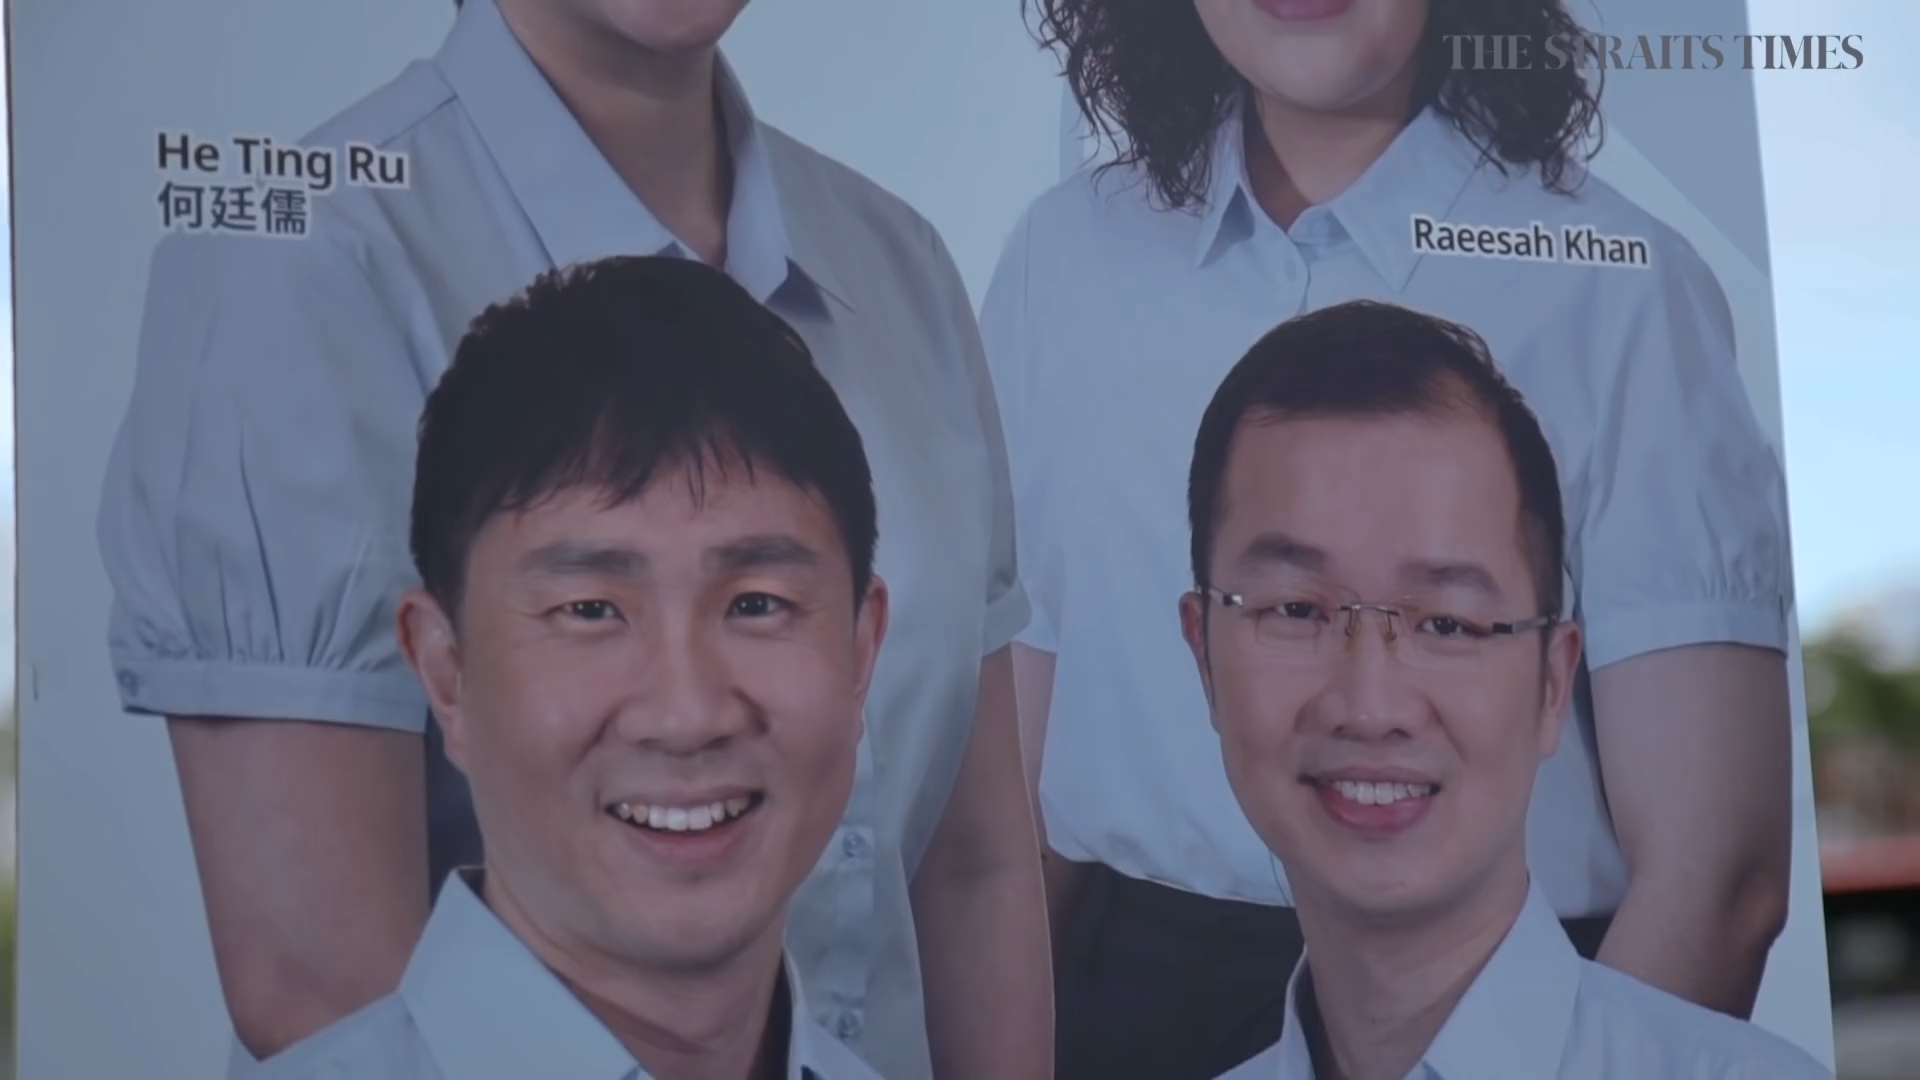 THE STRAITS TIMES
He Ting Ru
何廷儒
Raeesah Khan